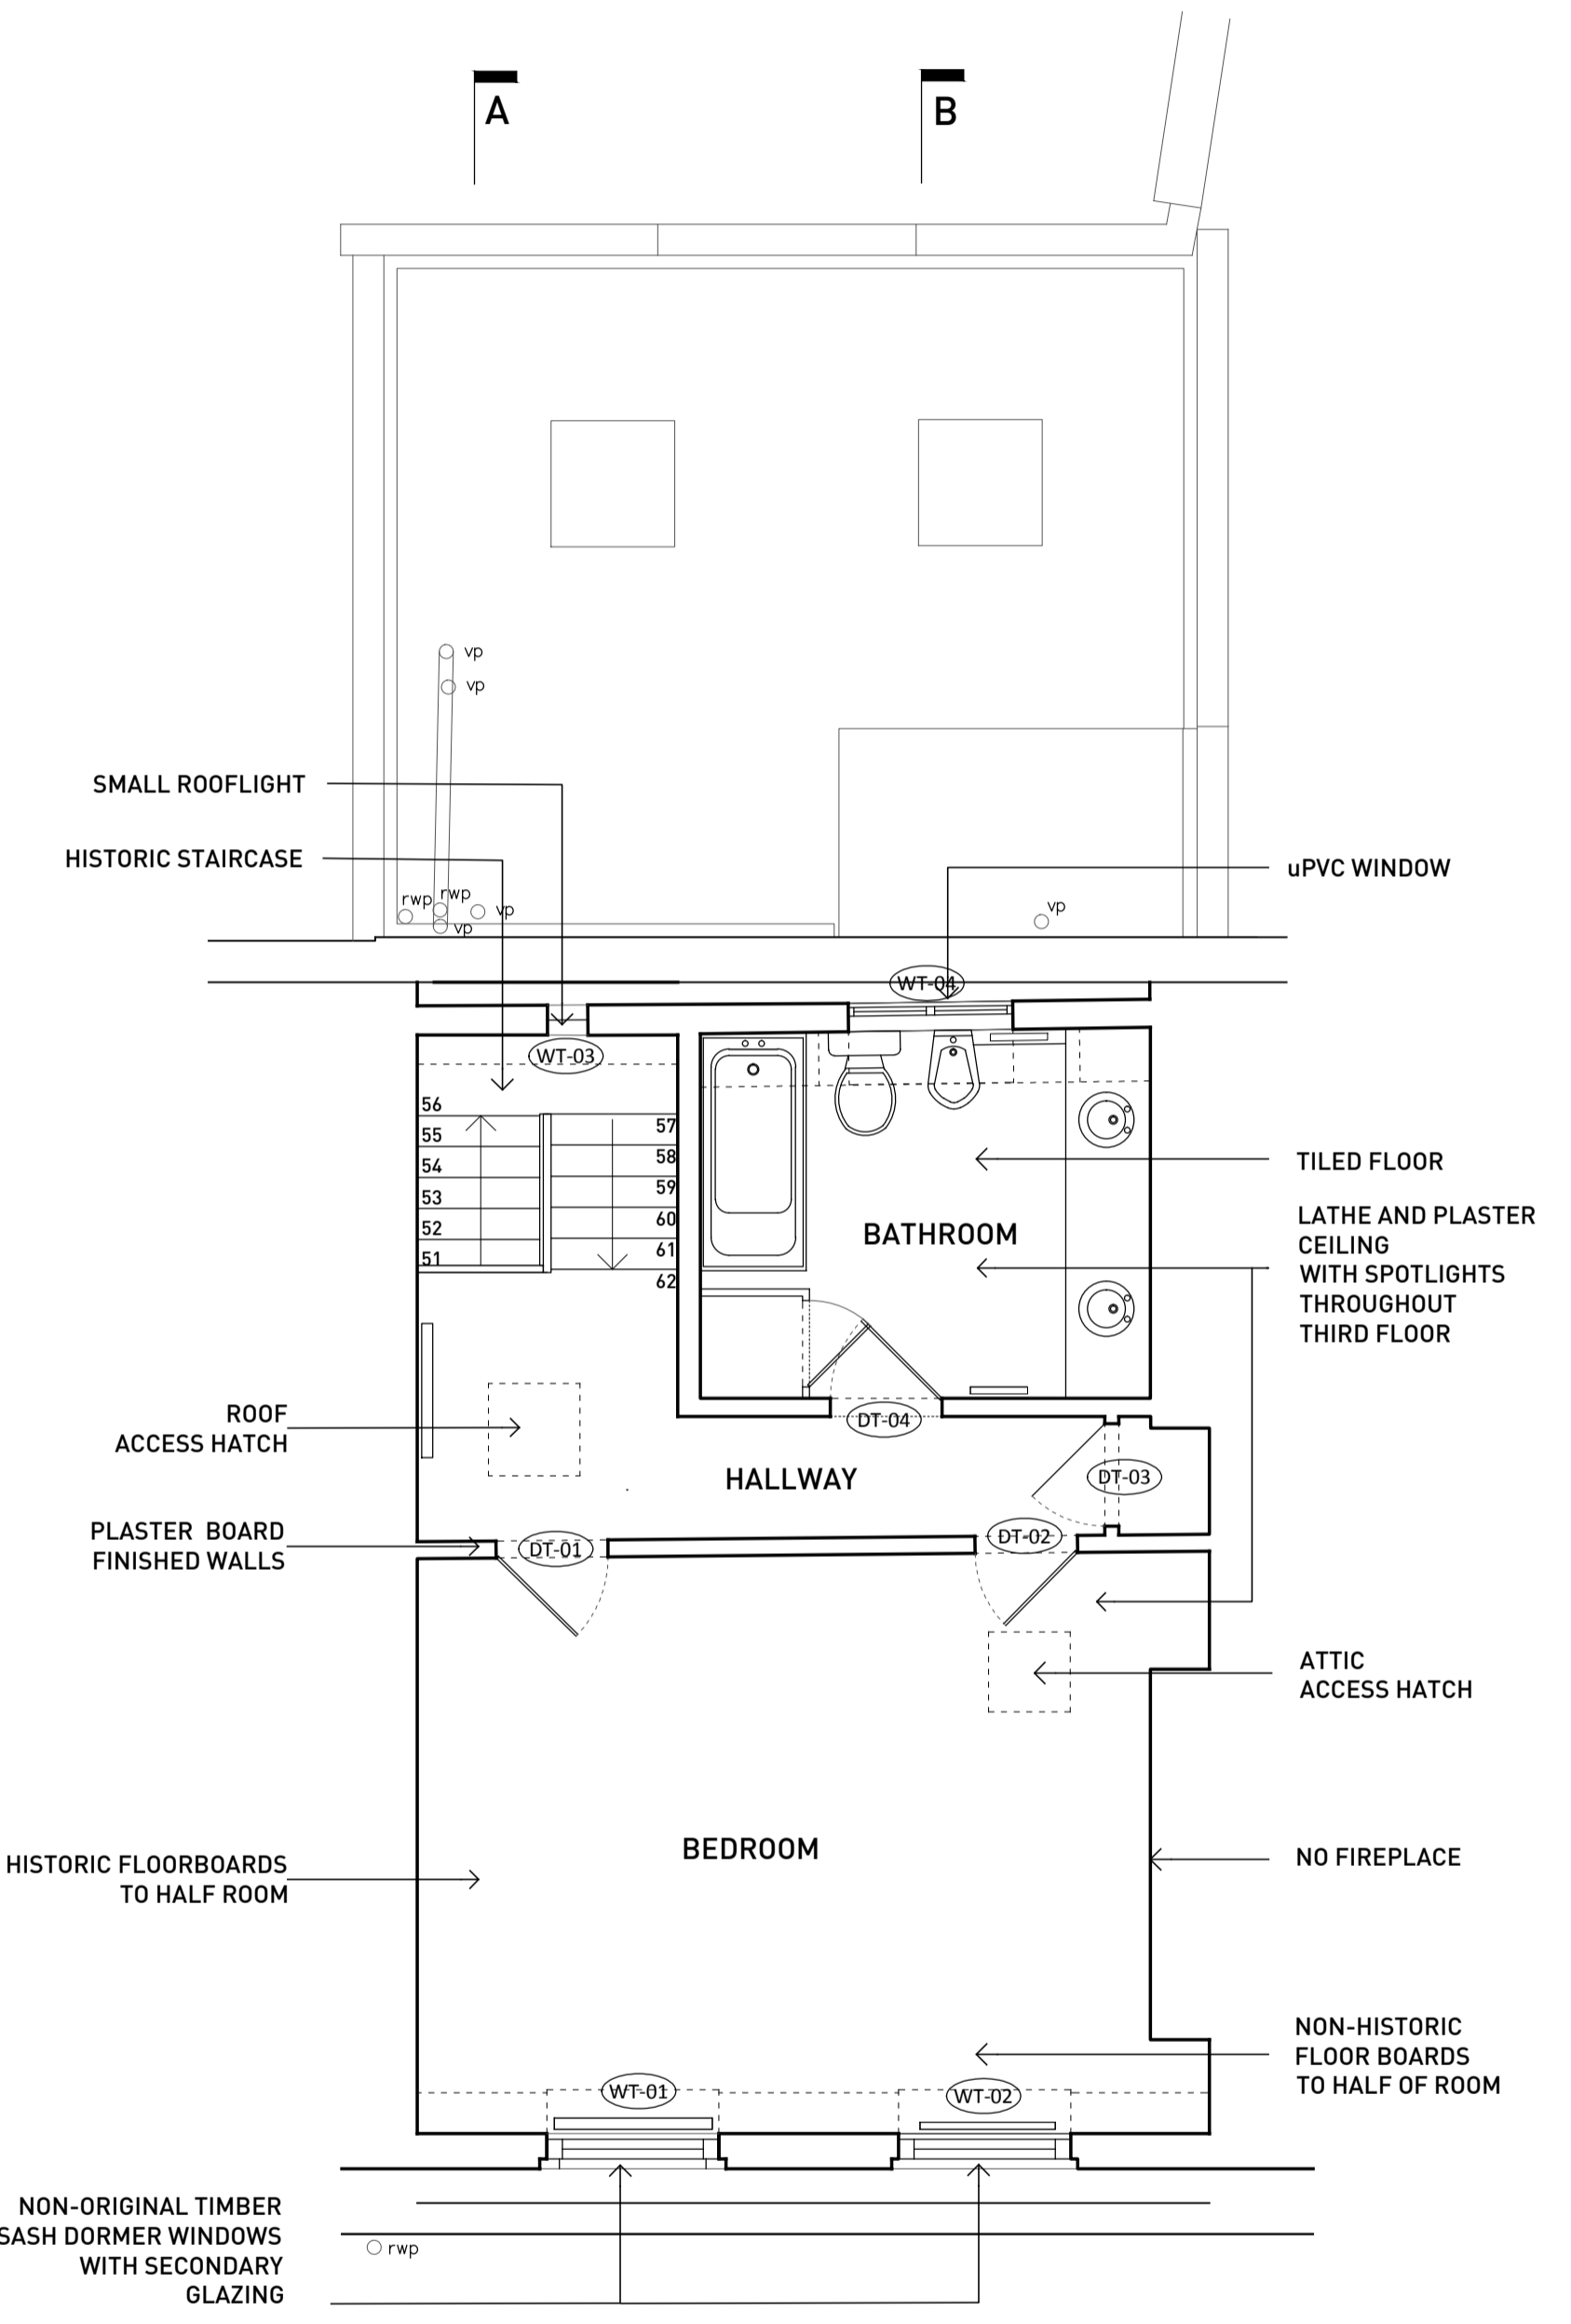 A
B
vp
vp
SMALL ROOFLIGHT
HISTORIC STAIRCASE
uPVC WINDOW
rwp
rwp
vp
vp
vp
WT-04
WT-03
56
55
54
53
52
51
57
58
59
60
61
62
TILED FLOOR
BATHROOM
LATHE AND PLASTER
CEILING
WITH SPOTLIGHTS
THROUGHOUT
THIRD FLOOR
ROOF
ACCESS HATCH
DT-04
HALLWAY
DT-03
PLASTER BOARD
FINISHED WALLS
DT-01
DT-02
ATTIC
ACCESS HATCH
BEDROOM
HISTORIC FLOORBOARDS
TO HALF ROOM
NO FIREPLACE
NON-HISTORIC
FLOOR BOARDS
TO HALF OF ROOM
WT-01
WT-02
NON-ORIGINAL TIMBER
SASH DORMER WINDOWS
WITH SECONDARY
GLAZING
rwp